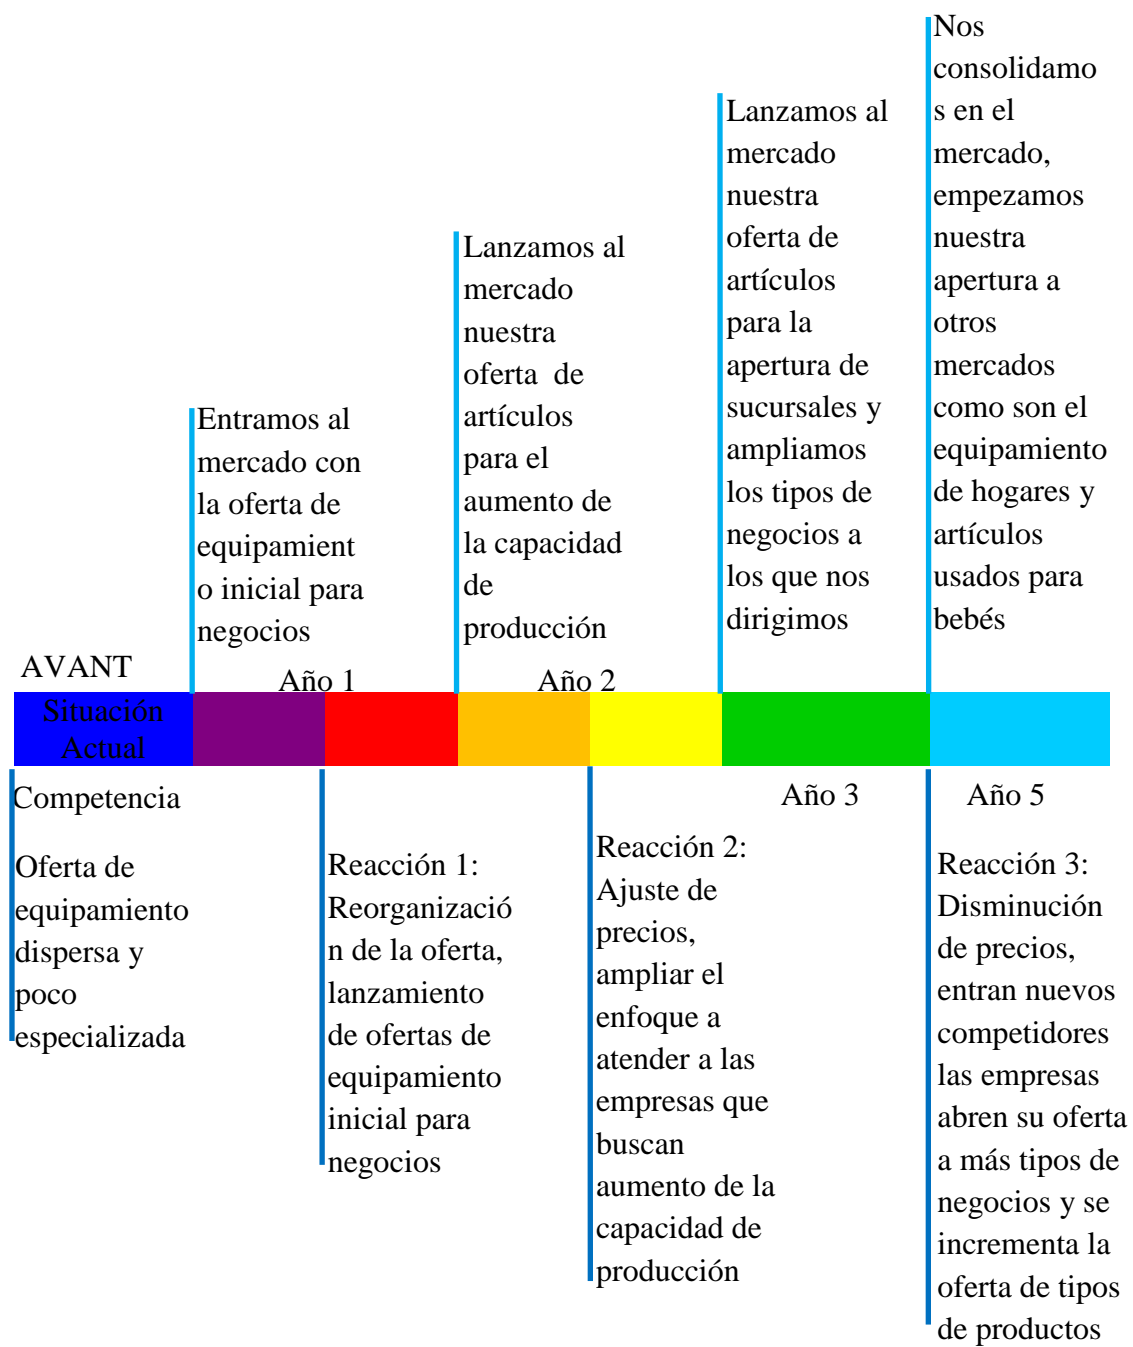 Nos
consolidamo
s en el
mercado,
empezamos
nuestra
apertura a
otros
mercados
como son el
equipamiento
de hogares y
artículos
usados para
bebés
Lanzamos al
mercado
nuestra
oferta de
artículos
para la
apertura de
sucursales y
ampliamos
los tipos de
negocios a
los que nos
dirigimos
Lanzamos al
mercado
nuestra
oferta de
artículos
para el
aumento de
la capacidad
de
producción
Entramos al
mercado con
la oferta de
equipamient
o inicial para
negocios
AVANT
Año 1
Año 2
Situación
Actual
Competencia
Año 3
Año 5
Oferta de
equipamiento
dispersa y
poco
especializada
Reacción 1:
Reorganizació
n de la oferta,
lanzamiento
de ofertas de
equipamiento
inicial para
negocios
Reacción 2:
Ajuste de
precios,
ampliar el
enfoque a
atender a las
empresas que
buscan
aumento de la
capacidad de
producción
Reacción 3:
Disminución
de precios,
entran nuevos
competidores
las empresas
abren su oferta
a más tipos de
negocios y se
incrementa la
oferta de tipos
de productos